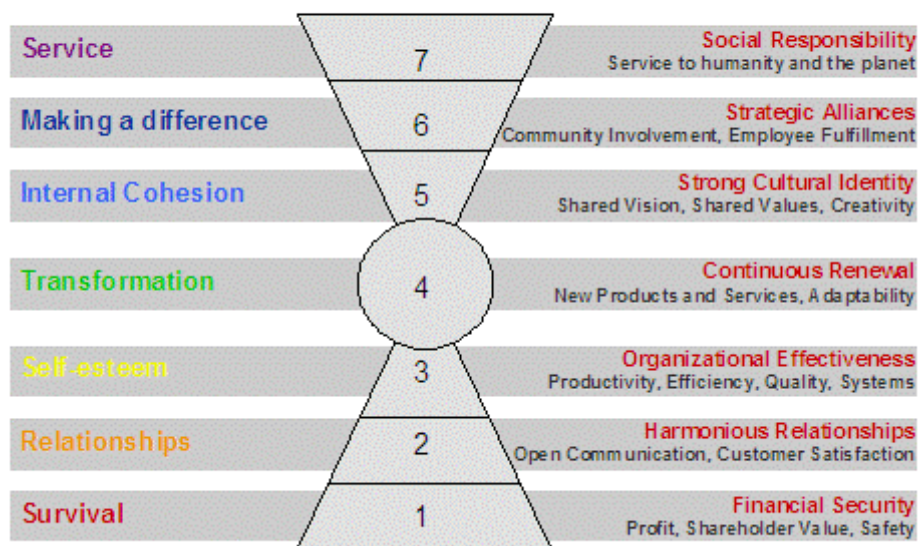 Service
7
Social Responsibility
Service to humanity and the planet
Making a difference
6
Strategic Alliances
Community Involvement, Employee Fulfillment
Internal Cohesion
5
Strong Cultural Identity
Shared Vision, Shared Values, Creativity
Transformation
4
Continuous Renewal
New Products and Services, Adaptability
Self-esteem
3
Organizational Effectiveness
Productivity, Efficiency, Quality, Systems
Relationships
2
Harmonious Relationships
Open Communication, Customer Satisfaction
Survival
1
Financial Security
Profit, Shareholder Value, Safety